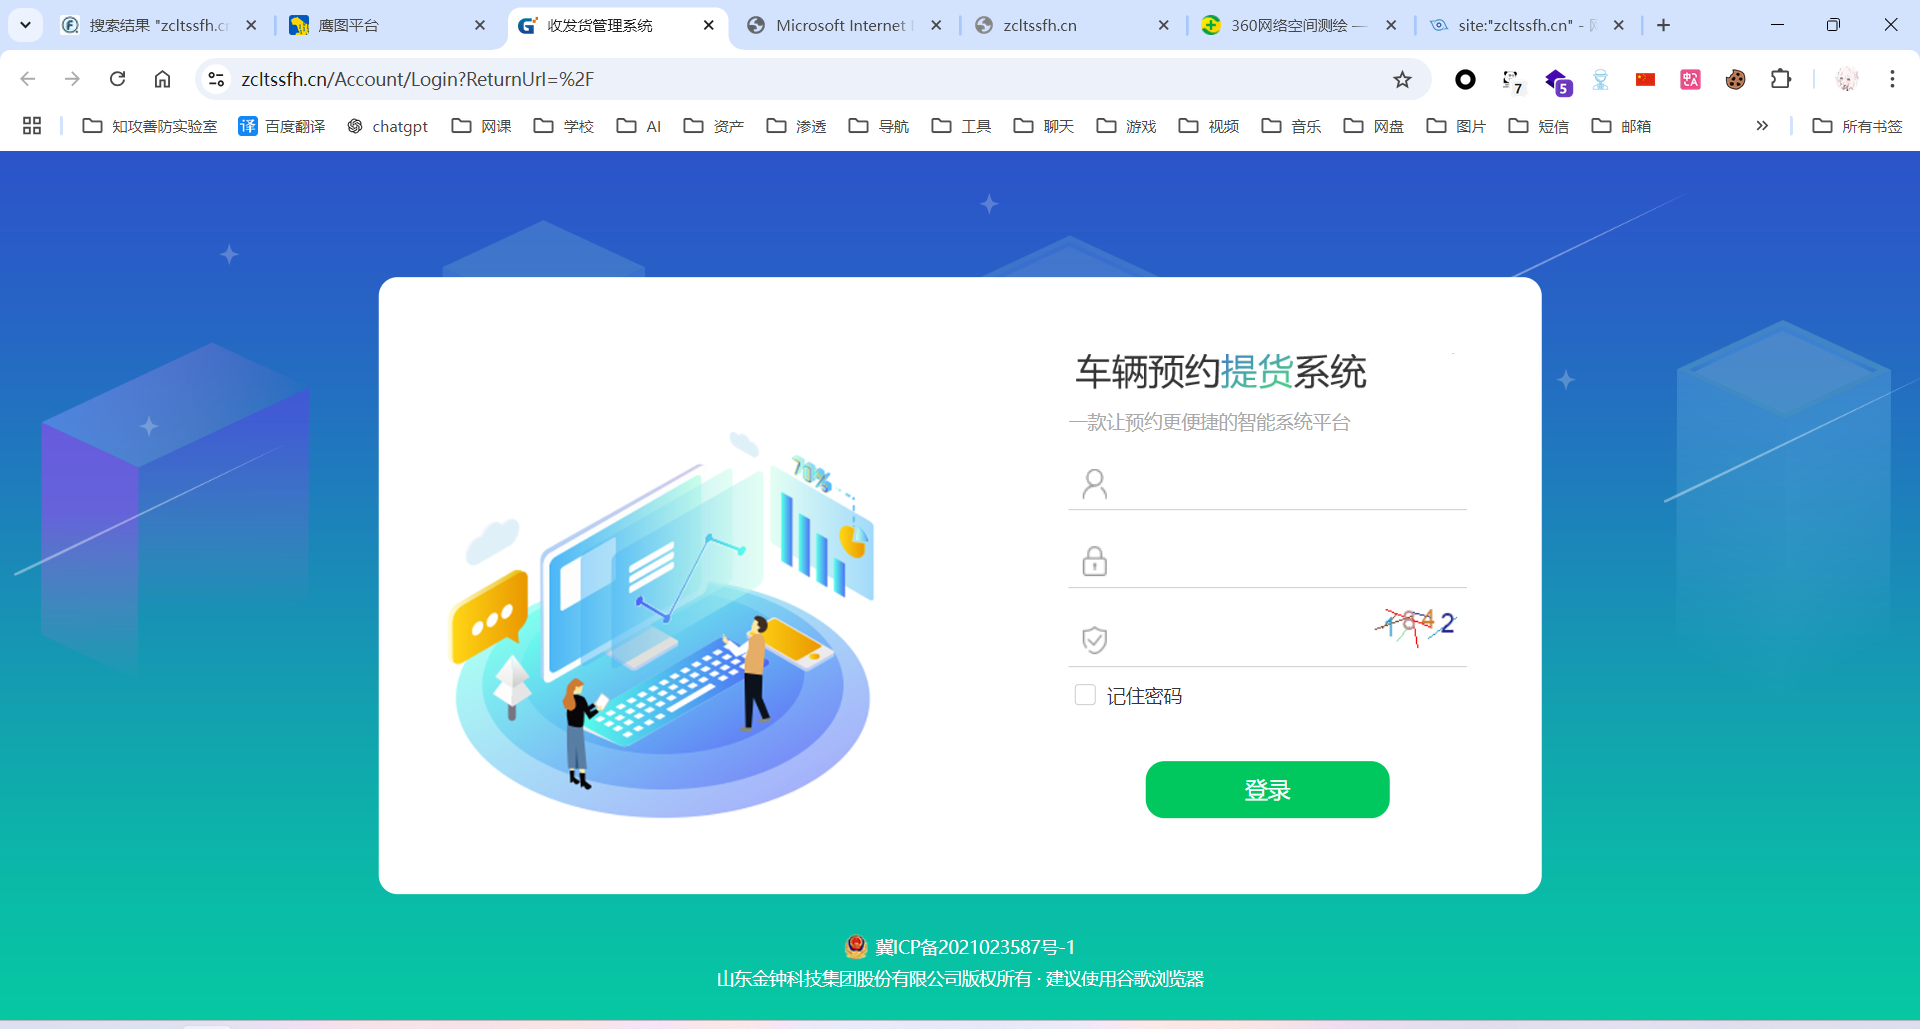 搜索结果 "zcltssfh.cn
鹰图平台
收发货管理系统
Microsoft Internet
zcltssfh.cn
360网络空间测绘 —
site:"zcltssfh.cn" -
zcltssfh.cn/Account/Login?ReturnUrl=%2F
7
5
知攻善防实验室
译 百度翻译
chatgpt
网课
学校
AI
资产
渗透
导航
工具
聊天
游戏
视频
音乐
网盘
图片
短信
邮箱
所有书签
车辆预约提货系统
一款让预约更便捷的智能系统平台
70%
1842
记住密码
登录
冀ICP备2021023587号-1
山东金钟科技集团股份有限公司版权所有 · 建议使用谷歌浏览器